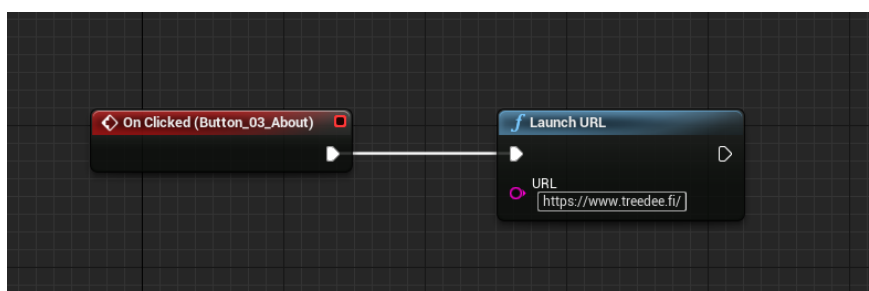 On Clicked (Button_03_About)
Launch URL
URL
https://www.treedee.fi/